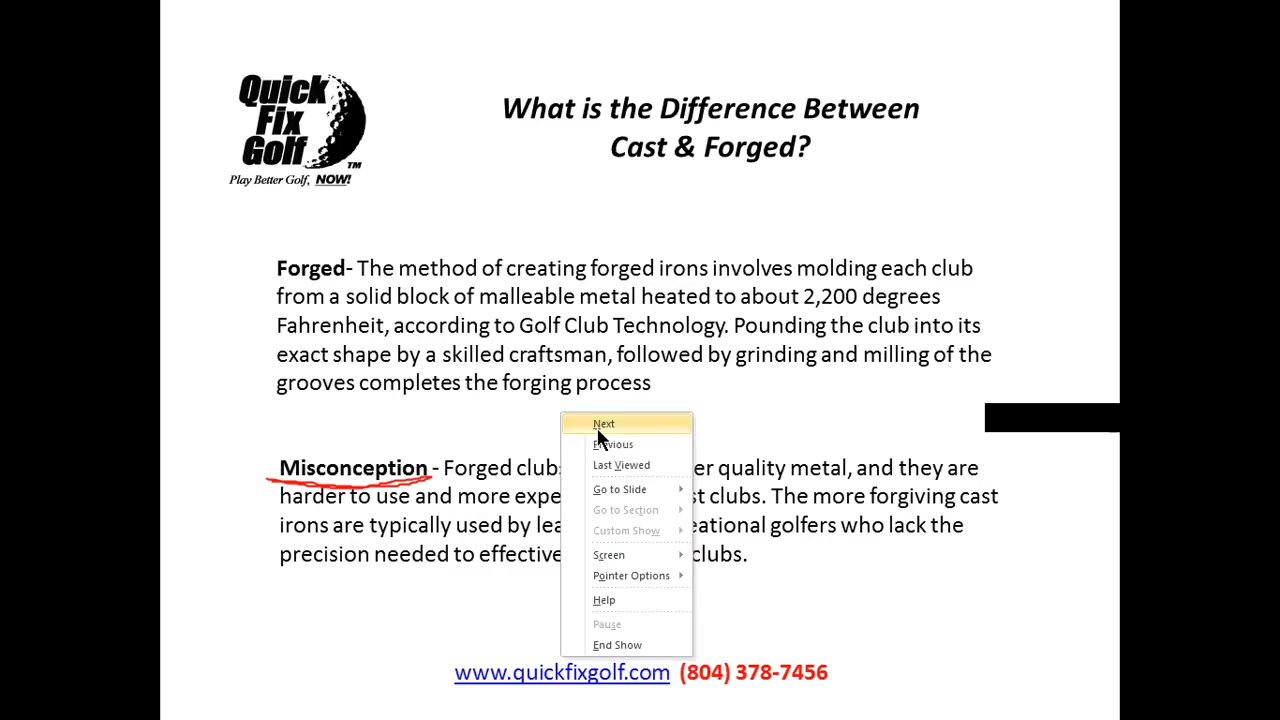 Quick
Fix
Golf
TM
Play Better Golf, NOW!
What is the Difference Between
Cast & Forged?
Forged- The method of creating forged irons involves molding each club
from a solid block of malleable metal heated to about 2,200 degrees
Fahrenheit, according to Golf Club Technology. Pounding the club into its
exact shape by a skilled craftsman, followed by grinding and milling of the
grooves completes the forging process
Misconception - Forged clubs er quality metal, and they are
harder to use and more expe st clubs. The more forgiving cast
irons are typically used by lea eational golfers who lack the
precision needed to effective clubs.
Next
Previous
Last Viewed
Go to Slide
Go to Section
Custom Show
Screen
Pointer Options
Help
Pause
End Show
www.quickfixgolf.com (804) 378-7456